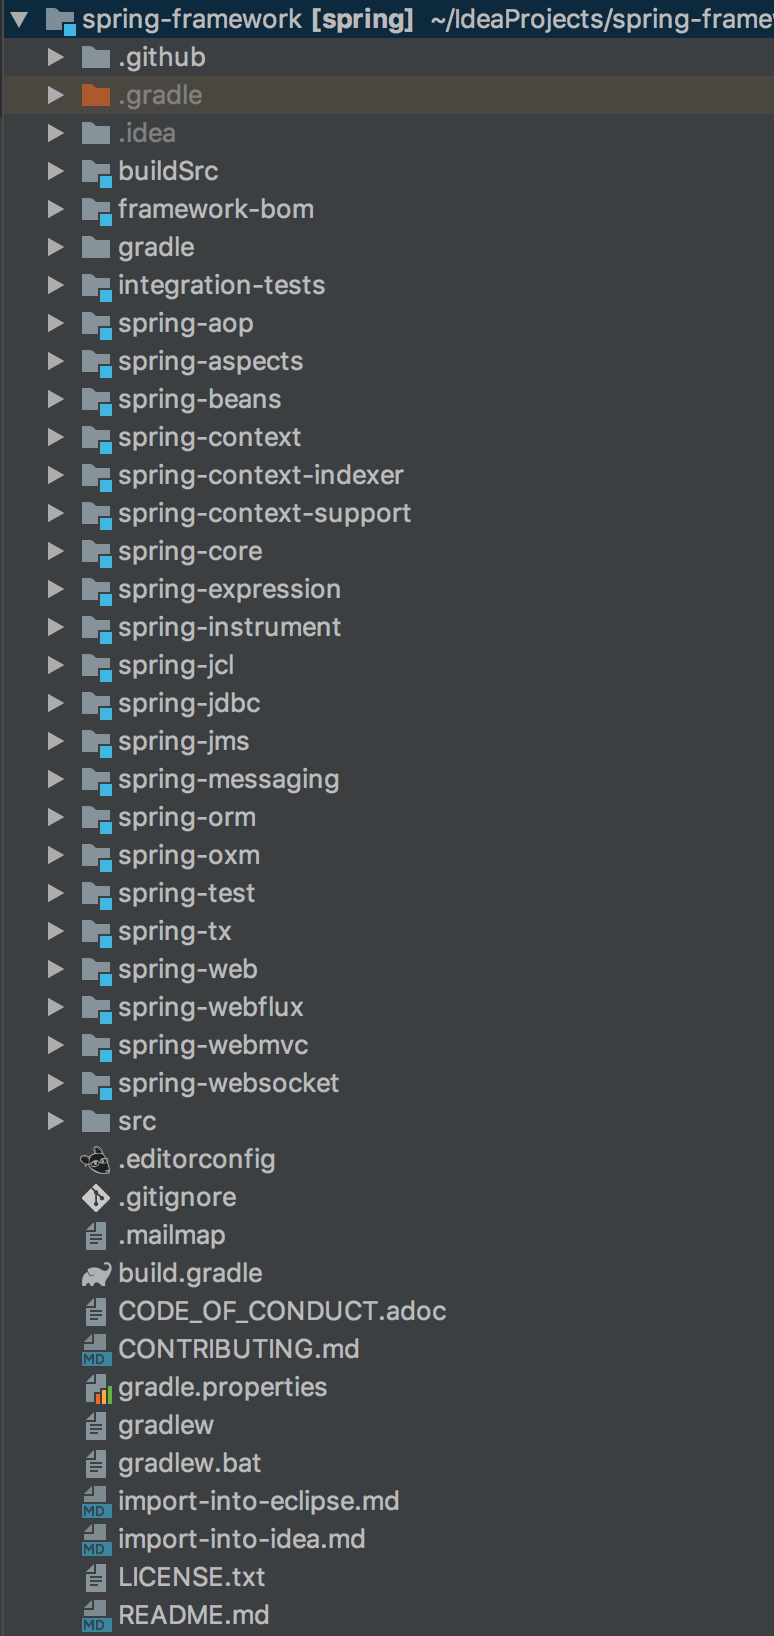 spring-framework [spring] ~/IdeaProjects/spring-frame
.github
.gradle
.idea
buildSrc
framework-bom
gradle
integration-tests
spring-aop
spring-aspects
spring-beans
spring-context
spring-context-indexer
spring-context-support
spring-core
spring-expression
spring-instrument
spring-jcl
spring-jdbc
spring-jms
spring-messaging
spring-orm
spring-oxm
spring-test
spring-tx
spring-web
spring-webflux
spring-webmvc
spring-websocket
src
.editorconfig
.gitignore
.mailmap
build.gradle
CODE_OF_CONDUCT.adoc
MD CONTRIBUTING.md
gradle.properties
gradlew
gradlew.bat
MD import-into-eclipse.md
MD import-into-idea.md
LICENSE.txt
MD README.md